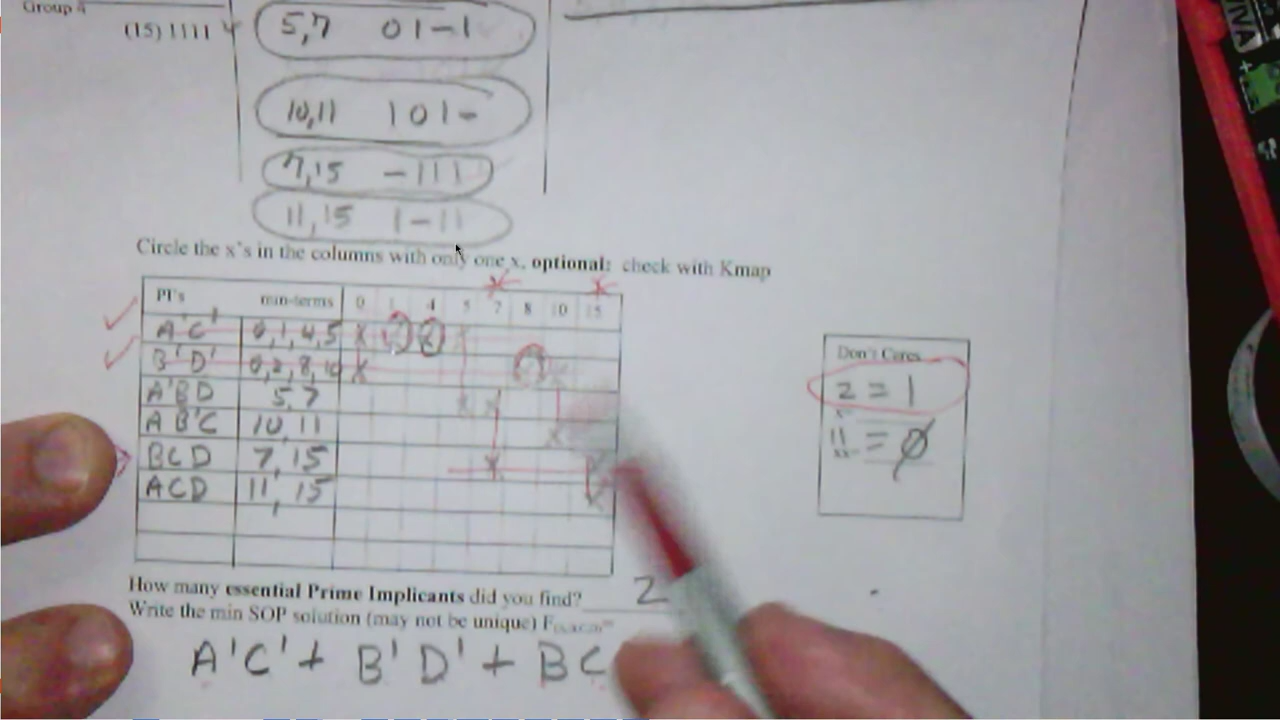 Group 4
(15) 1111
5,7 01-1
10,11 101-
7,15 -111
11,15 1-11
Circle the x's in the columns with only one x, optional: check with Kmap
PI's min-terms 0 1 4 5 7 8 10 15
A'C' 0,1,4,5 x x x x
B'D' 0,2,8,10 x x x
A'BD 5,7 x x
AB'C 10,11 x
BCD 7,15 x x
ACD 11,15 x
Don't Cares
2 = 1
11 = 0
How many essential Prime Implicants did you find? 2
Write the min SOP solution (may not be unique)
A'C' + B'D' + BC